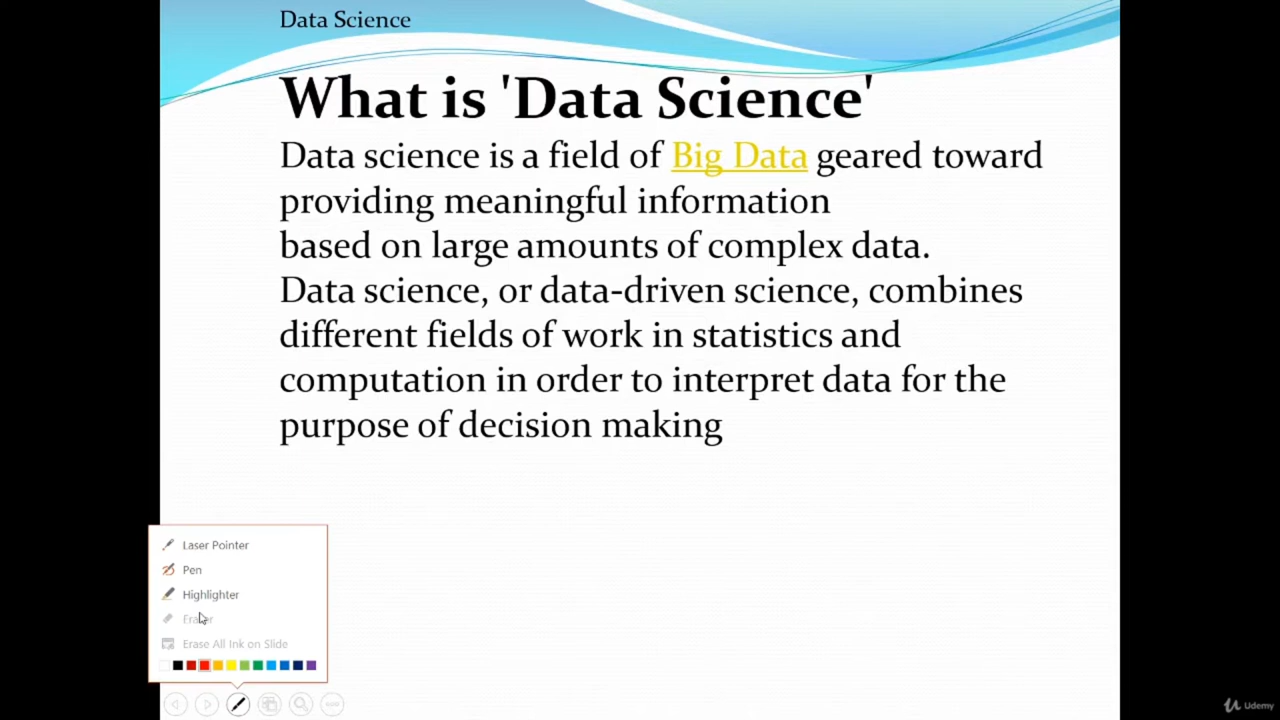 Data Science
What is 'Data Science'
Data science is a field of Big Data geared toward
providing meaningful information
based on large amounts of complex data.
Data science, or data-driven science, combines
different fields of work in statistics and
computation in order to interpret data for the
purpose of decision making
Laser Pointer
Pen
Highlighter
Eraser
Erase All Ink on Slide
Udemy